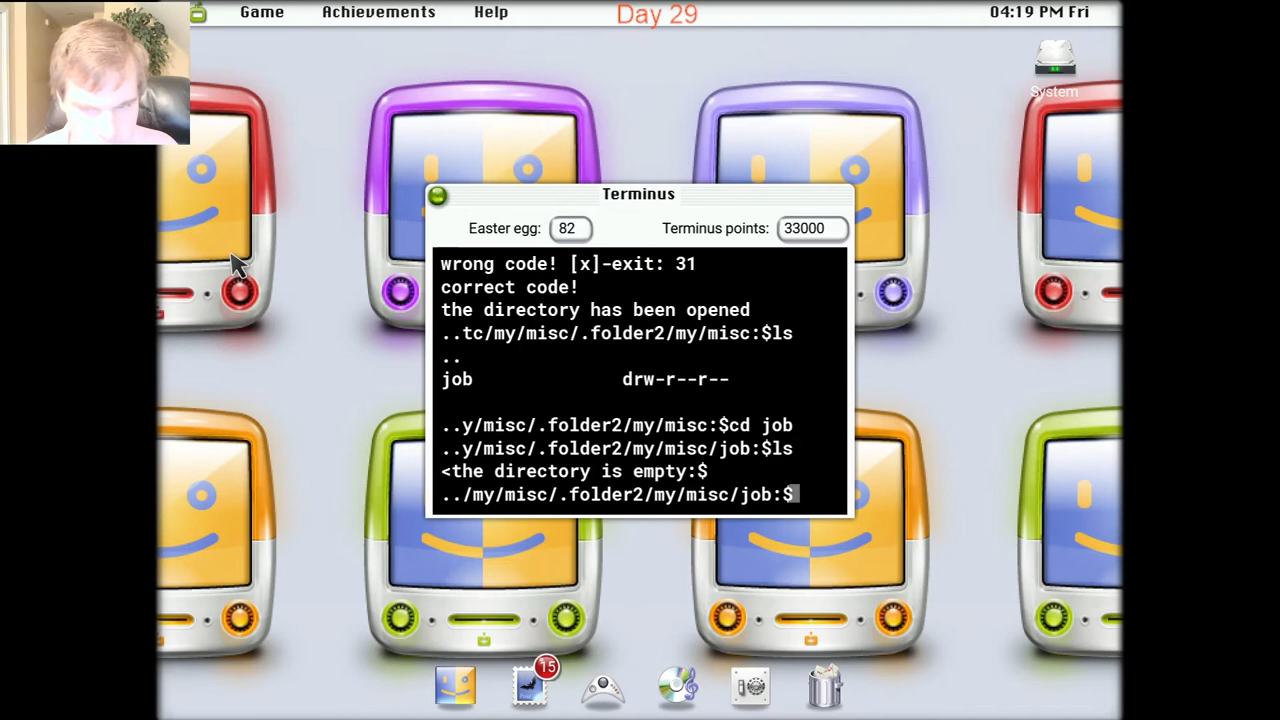 Game Achievements Help Day 29 04:19 PM Fri
System
Terminus
Easter egg: 82 Terminus points: 33000
wrong code! [x]-exit: 31
correct code!
the directory has been opened
..tc/my/misc/.folder2/my/misc:$ls
..
job drw-r--r--
..y/misc/.folder2/my/misc:$cd job
..y/misc/.folder2/my/misc/job:$ls
<the directory is empty:$
../my/misc/.folder2/my/misc/job:$
15